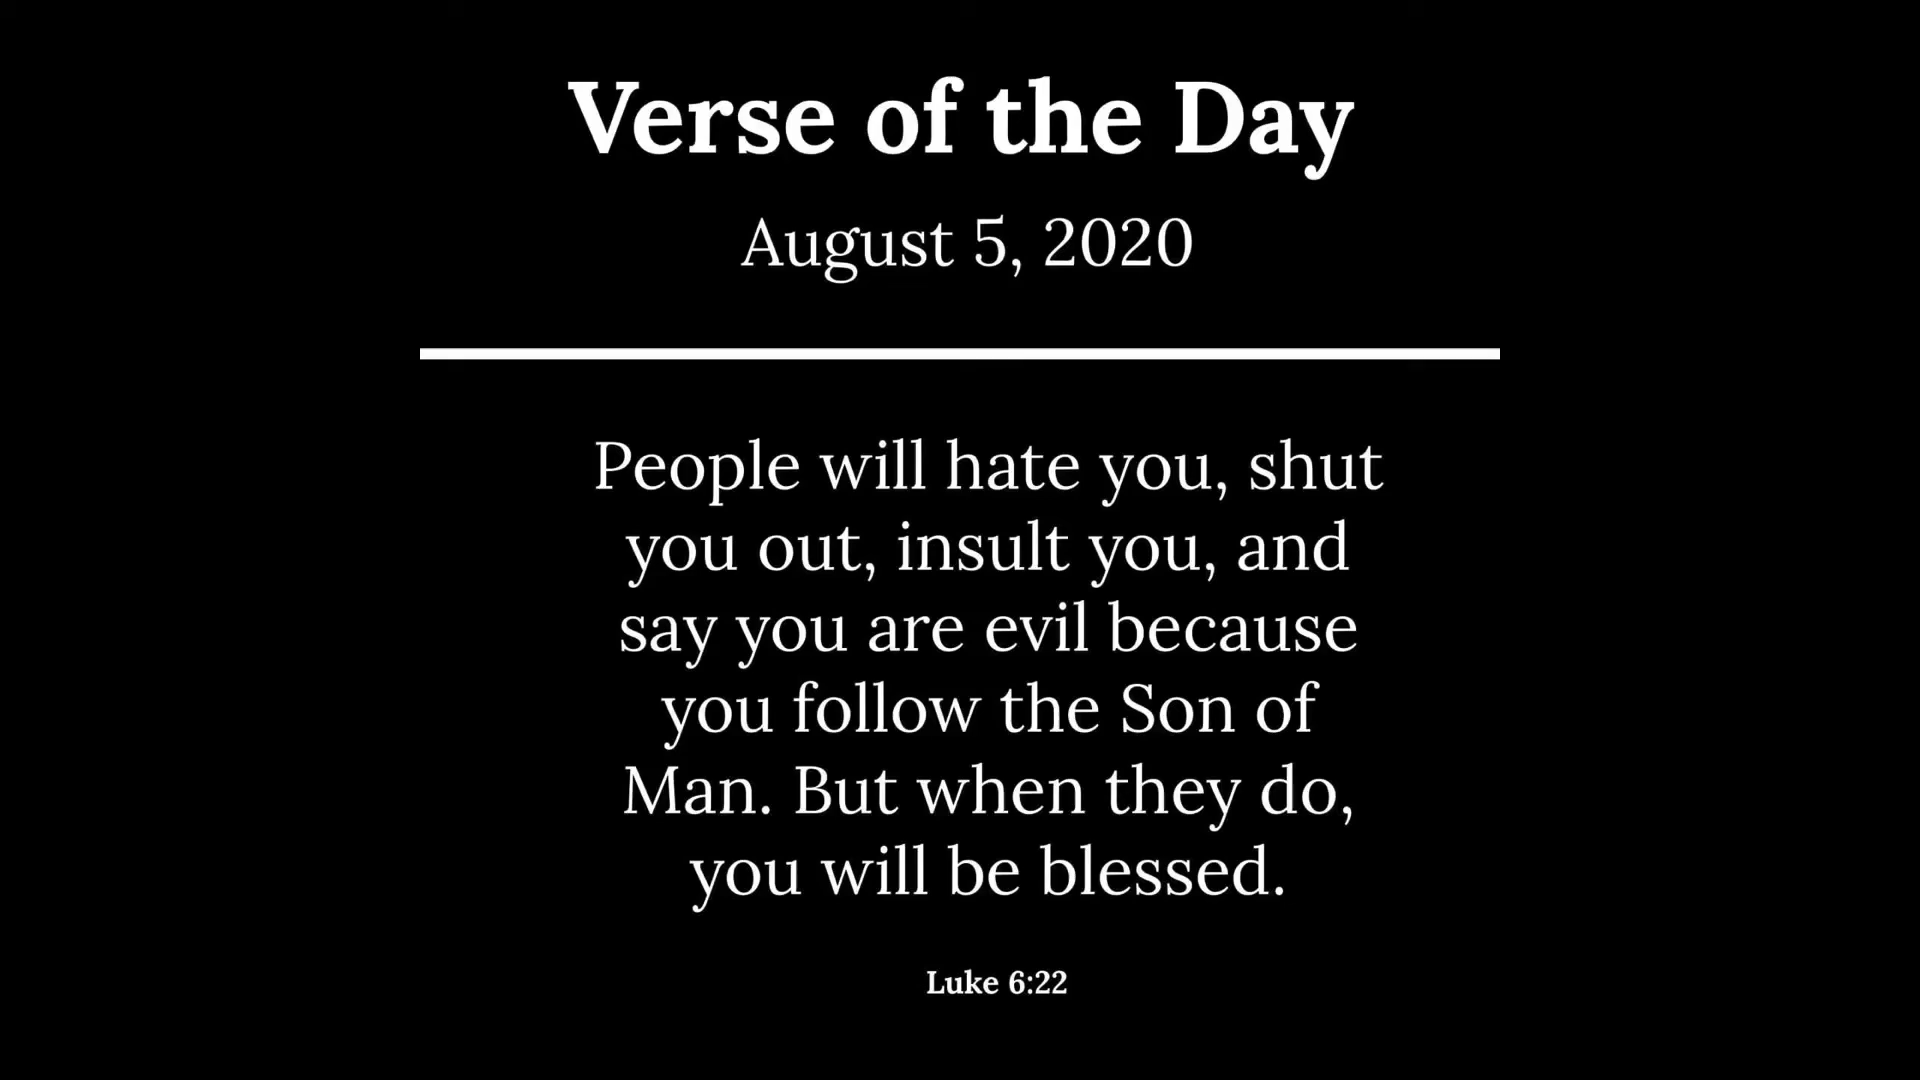 Verse of the Day
August 5, 2020
People will hate you, shut
you out, insult you, and
say you are evil because
you follow the Son of
Man. But when they do,
you will be blessed.
Luke 6:22